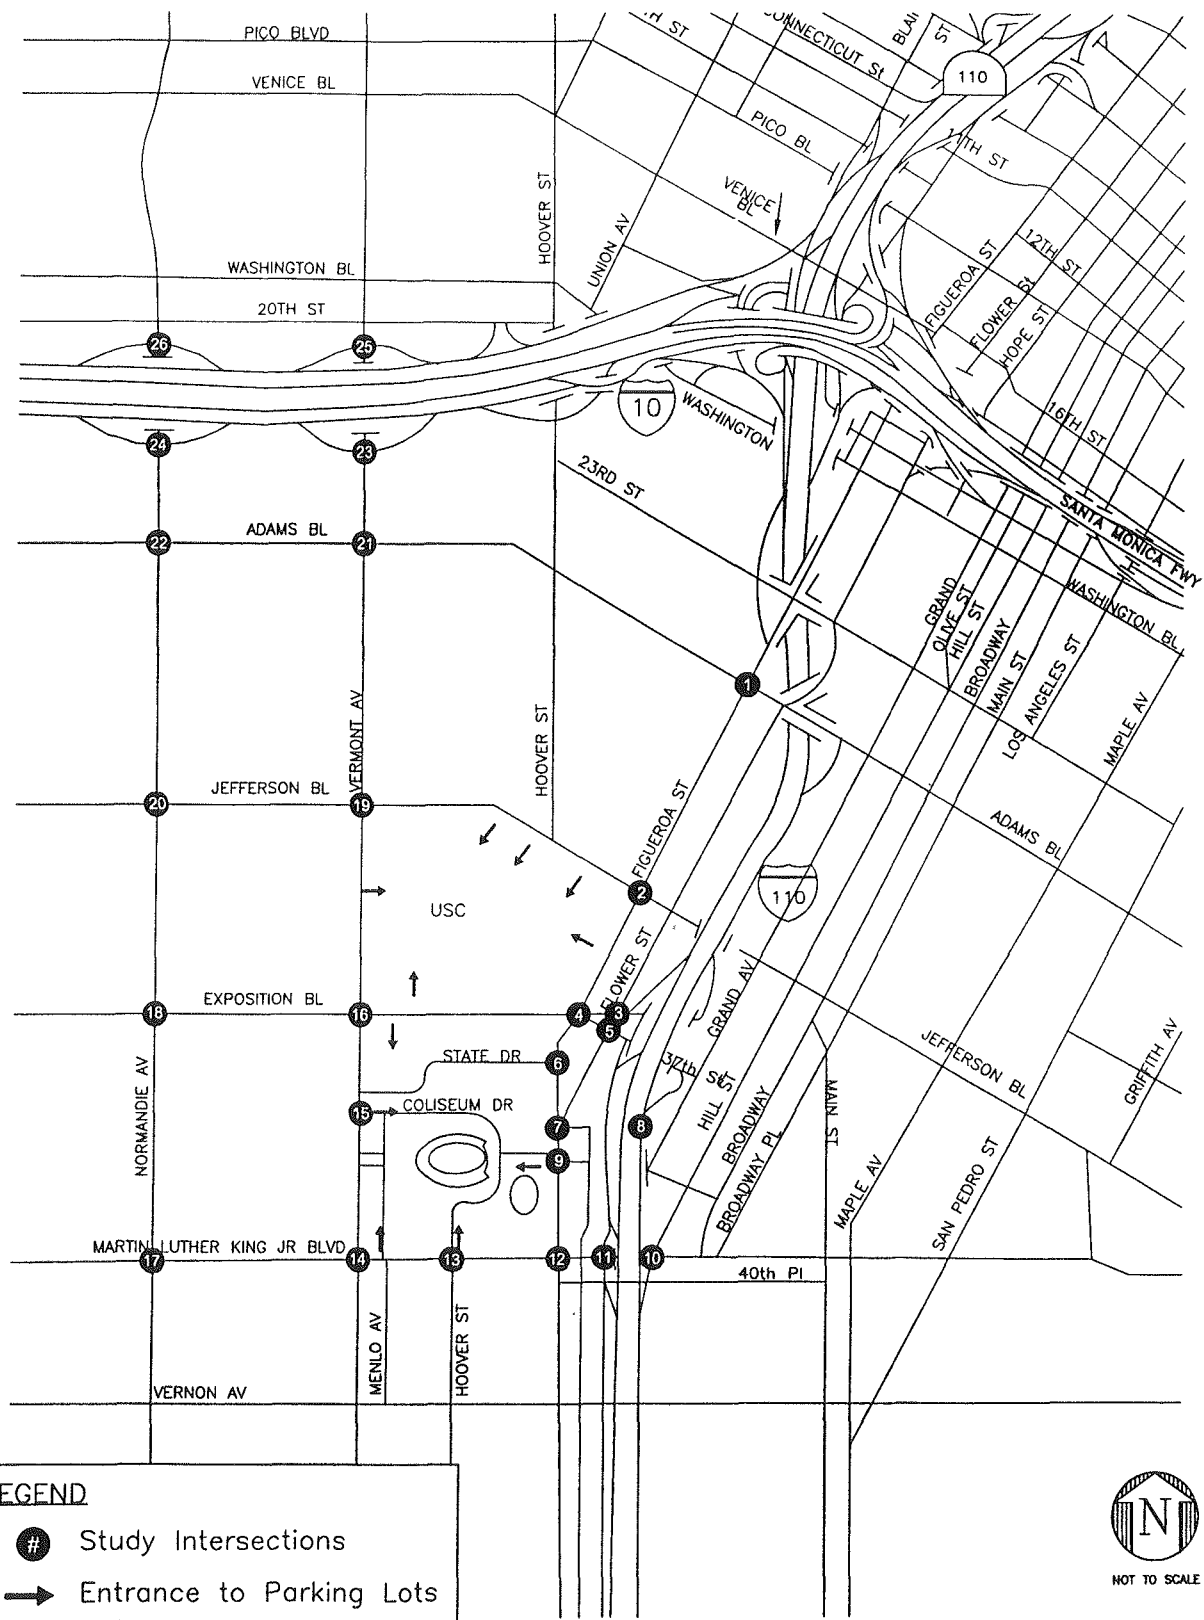 PICO BLVD
VENICE BL
CONNECTICUT St
ST
110
PICO BL
11TH ST
HOOVER ST
VENICE
BL
UNION AV
WASHINGTON BL
20TH ST
FIGUEROA ST
12TH ST
FLOWER St
HOPE ST
26
25
10
WASHINGTON
16TH ST
24
23
23RD ST
SANTA MONICA FWY
22
ADAMS BL
21
WASHINGTON BL
GRAND
OLIVE ST
HILL ST
BROADWAY
MAIN ST
LOS ANGELES ST
MAPLE AV
1
VERMONT AV
HOOVER ST
JEFFERSON BL
20
19
FIGUEROA ST
ADAMS BL
2
110
USC
FLOWER ST
GRAND AV
EXPOSITION BL
18
16
4
3
5
6
STATE DR
37th St
JEFFERSON BL
GRIFFITH AV
NORMANDIE AV
15
COLISEUM DR
7
8
HILL ST
BROADWAY
BROADWAY PL
MAIN ST
9
MAPLE AV
SAN PEDRO ST
MARTIN LUTHER KING JR BLVD
17
14
13
12
11
10
40th Pl
MENLO AV
HOOVER ST
VERNON AV
EGEND
# Study Intersections
Entrance to Parking Lots
N
NOT TO SCALE